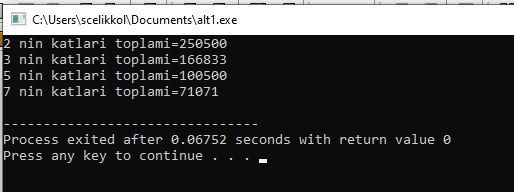 C:\Users\scelikkol\Documents\alt1.exe
2 nin katlari toplami=250500
3 nin katlari toplami=166833
5 nin katlari toplami=100500
7 nin katlari toplami=71071
--------------------------------
Process exited after 0.06752 seconds with return value 0
Press any key to continue . . .